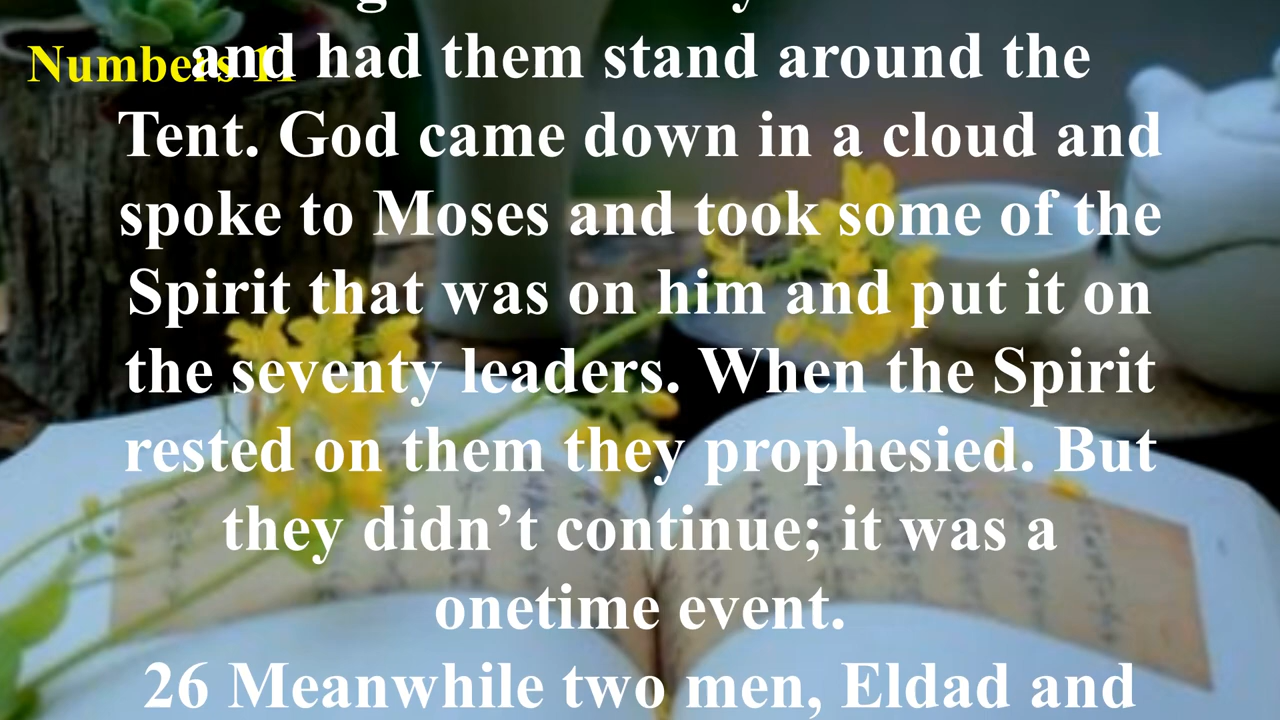 Numbers 11
and had them stand around the
Tent. God came down in a cloud and
spoke to Moses and took some of the
Spirit that was on him and put it on
the seventy leaders. When the Spirit
rested on them they prophesied. But
they didn’t continue; it was a
onetime event.
26 Meanwhile two men, Eldad and